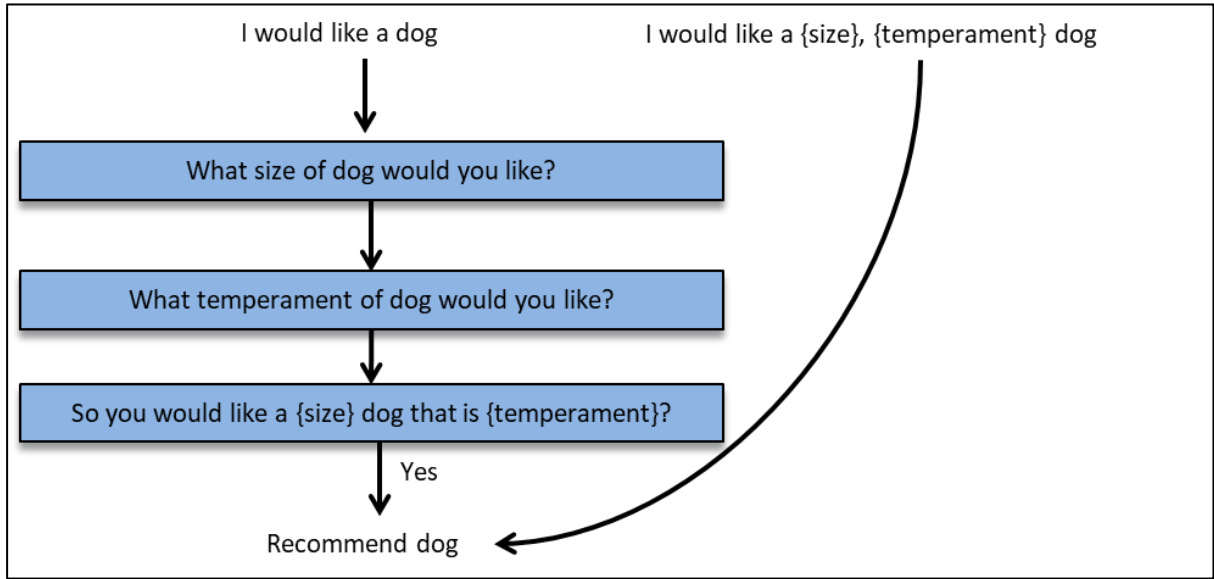 I would like a dog
I would like a {size}, {temperament} dog
What size of dog would you like?
What temperament of dog would you like?
So you would like a {size} dog that is {temperament}?
Yes
Recommend dog